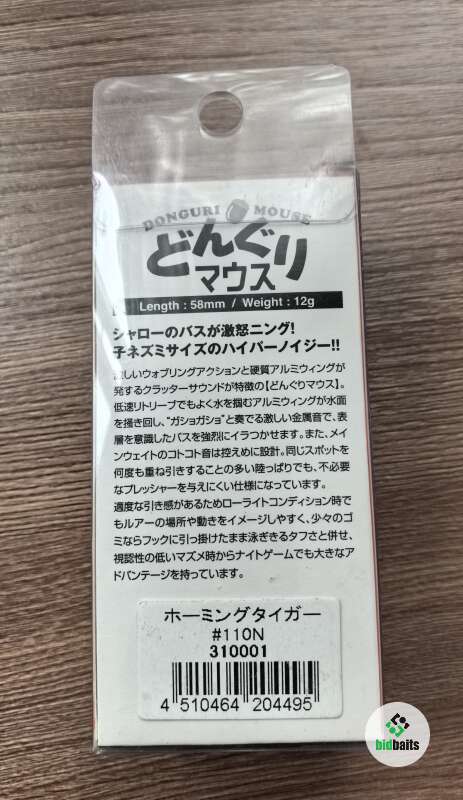 DONGURI MOUSE
どんぐり
マウス
Length : 58mm / Weight : 12g
シャローのバスが激怒ニング!
子ネズミサイズのハイパーノイジー!!
激しいウォブリングアクションと硬質アルミウィングが
発するクラッターサウンドが特徴の【どんぐりマウス】。
低速リトリーブでもよく水を掴むアルミウィングが水面
を掻き回し、“ガショガショ”と奏でる激しい金属音で、表
層を意識したバスを強烈にイラつかせます。また、メイ
ンウェイトのコトコト音は控えめに設計。同じスポットを
何度も重ね引きすることの多い陸っぱりでも、不必要
なプレッシャーを与えにくい仕様になっています。
適度な引き感があるためローライトコンディション時で
もルアーの場所や動きをイメージしやすく、少々のゴ
ミならフックに引っ掛けたまま泳ぎきるタフさと併せ、
視認性の低いマズメ時からナイトゲームでも大きなア
ドバンテージを持っています。
ホーミングタイガー
#110N
310001
4 510464 204495
bidbaits